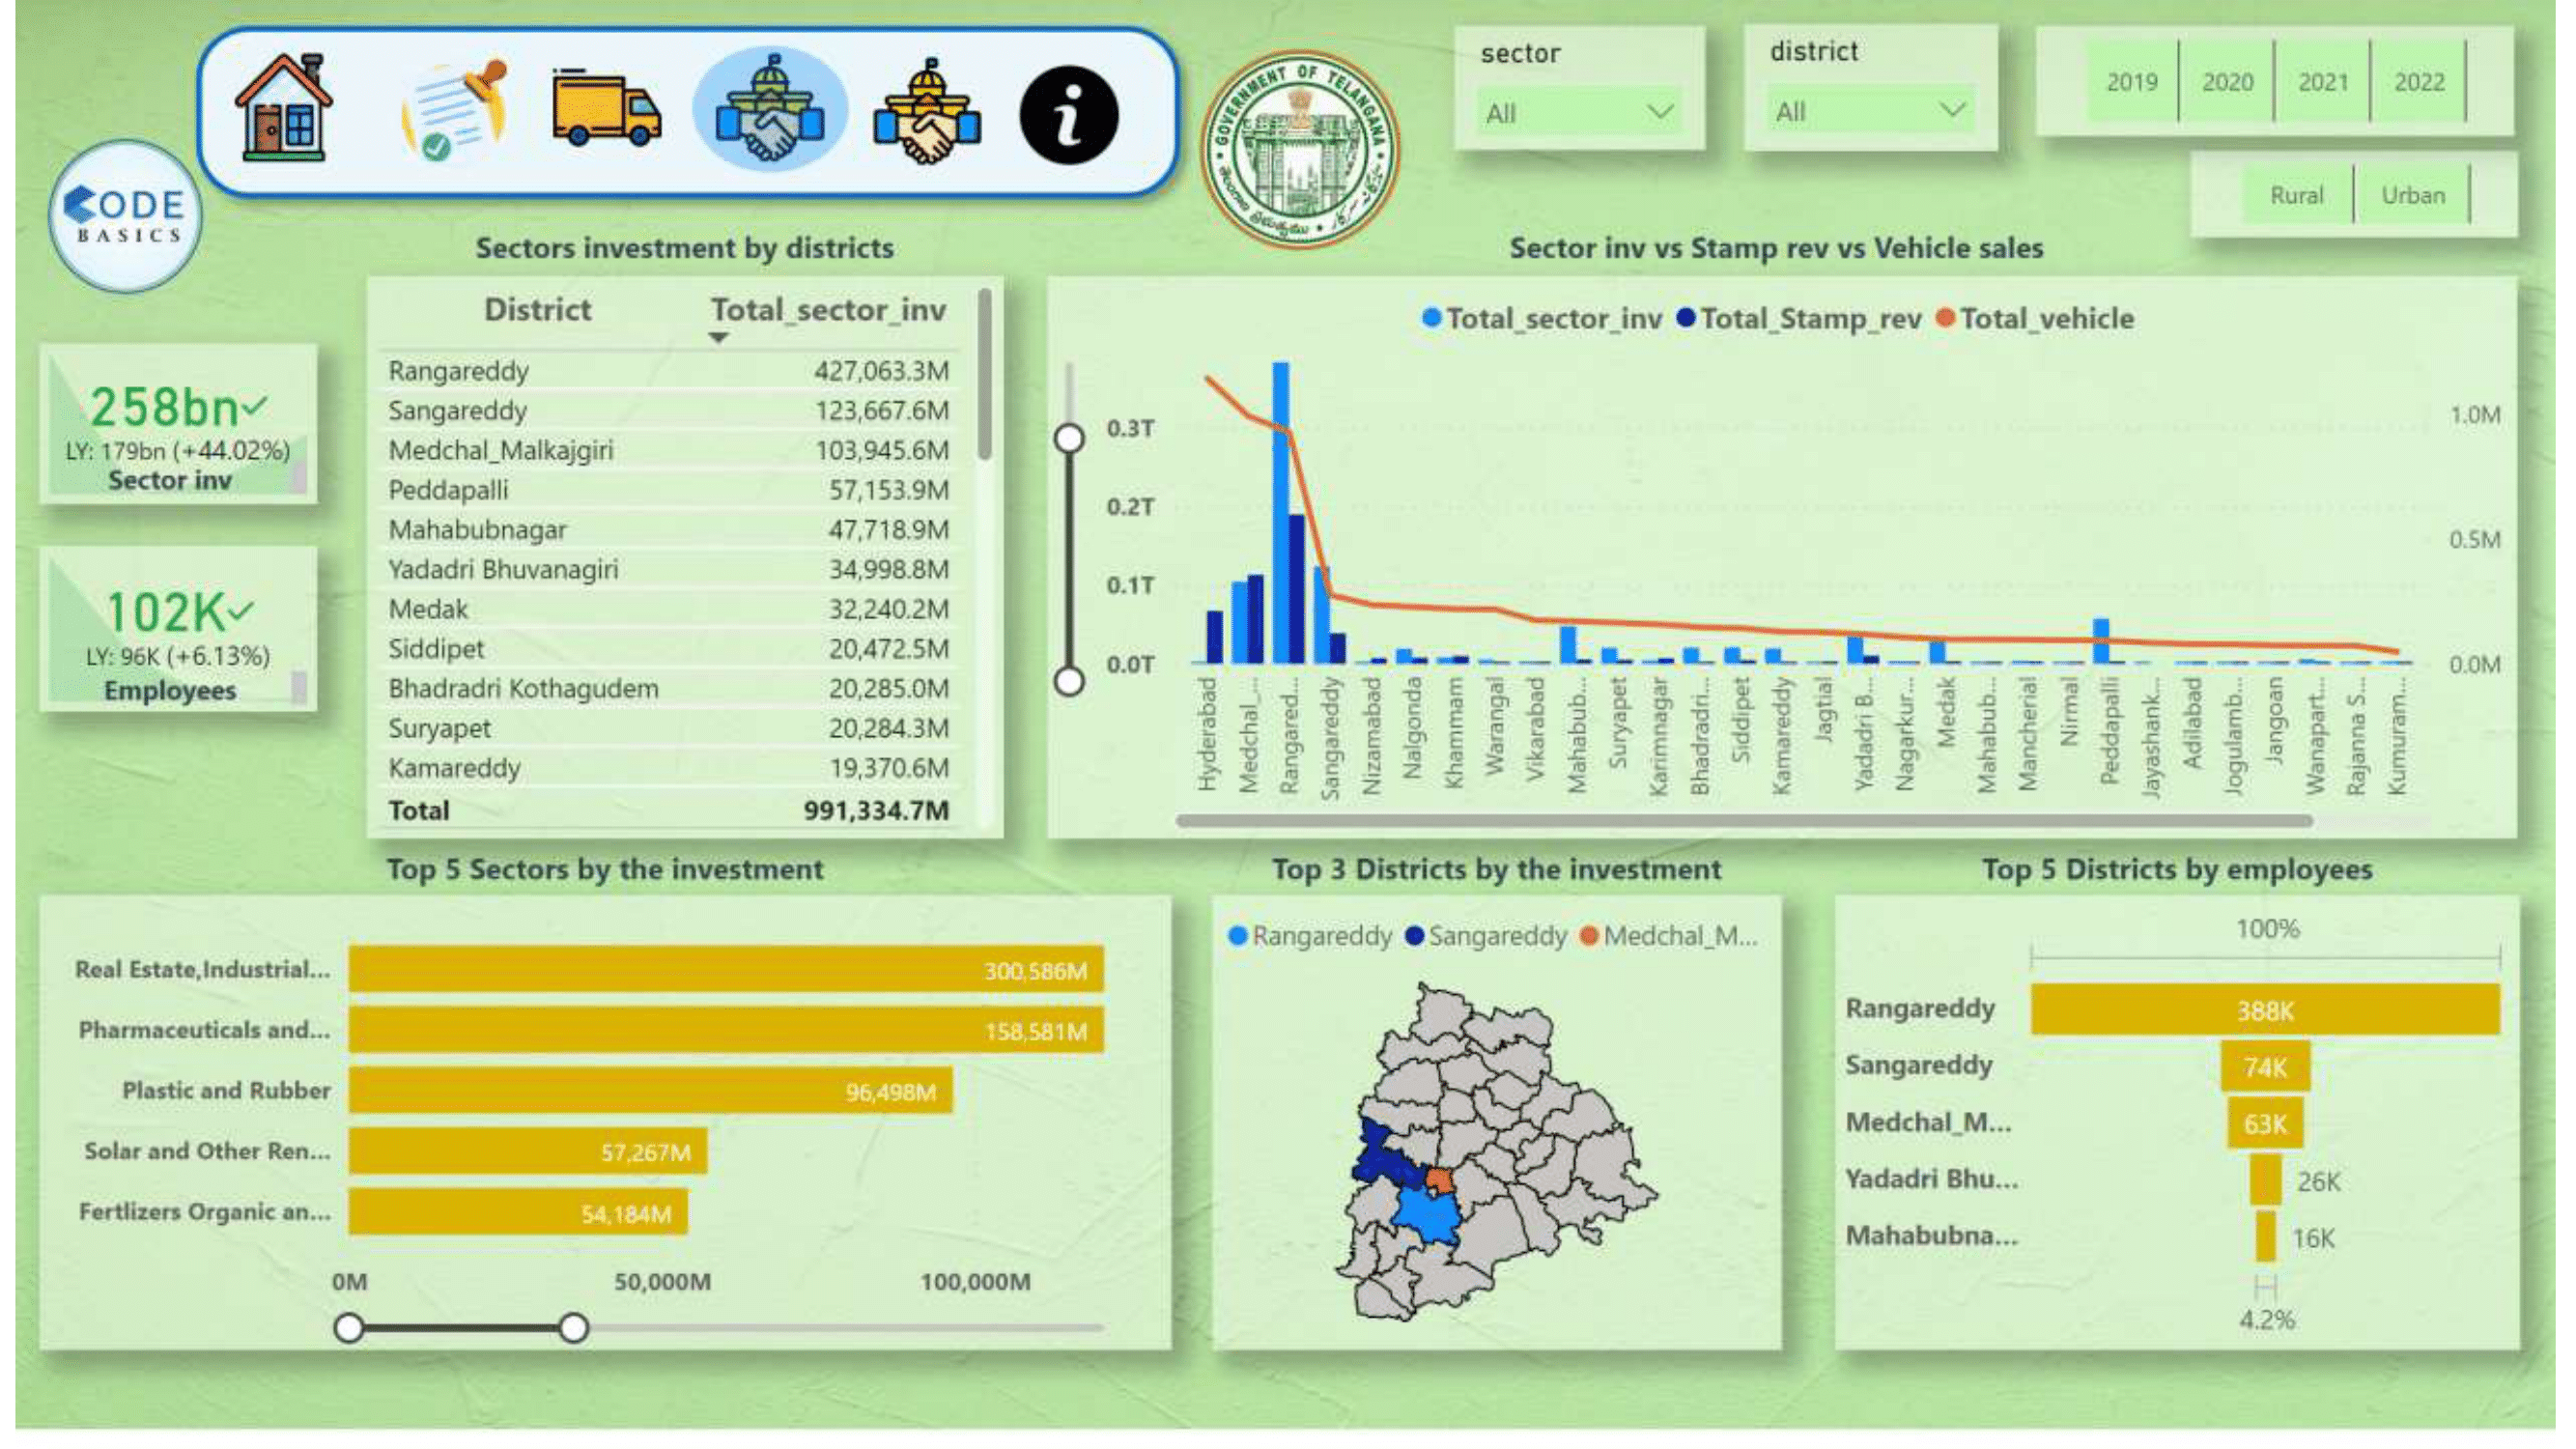 sector
All
district
All
2019 2020 2021 2022
Rural Urban
GOVERNMENT OF TELANGANA
CODE
BASICS
Sectors investment by districts
District Total_sector_inv
Rangareddy 427,063.3M
Sangareddy 123,667.6M
Medchal_Malkajgiri 103,945.6M
Peddapalli 57,153.9M
Mahabubnagar 47,718.9M
Yadadri Bhuvanagiri 34,998.8M
Medak 32,240.2M
Siddipet 20,472.5M
Bhadradri Kothagudem 20,285.0M
Suryapet 20,284.3M
Kamareddy 19,370.6M
Total 991,334.7M
258bn
LY: 179bn (+44.02%)
Sector inv
102K
LY: 96K (+6.13%)
Employees
Sector inv vs Stamp rev vs Vehicle sales
Total_sector_inv Total_Stamp_rev Total_vehicle
0.3T
0.2T
0.1T
0.0T
1.0M
0.5M
0.0M
Hyderabad
Medchal_...
Rangared...
Sangareddy
Nizamabad
Nalgonda
Khammam
Warangal
Vikarabad
Mahabub...
Suryapet
Karimnagar
Bhadradri...
Siddipet
Kamareddy
Jagtial
Yadadri B...
Nagarkur...
Medak
Mahabub...
Mancherial
Nirmal
Peddapalli
Jayashank...
Adilabad
Jogulamb...
Jangoan
Wanapart...
Rajanna S...
Kumuram...
Top 5 Sectors by the investment
Real Estate,Industrial... 300,586M
Pharmaceuticals and... 158,581M
Plastic and Rubber 96,498M
Solar and Other Ren... 57,267M
Fertlizers Organic an... 54,184M
0M 50,000M 100,000M
Top 3 Districts by the investment
Rangareddy Sangareddy Medchal_M...
Top 5 Districts by employees
100%
Rangareddy 388K
Sangareddy 74K
Medchal_M... 63K
Yadadri Bhu... 26K
Mahabubna... 16K
4.2%